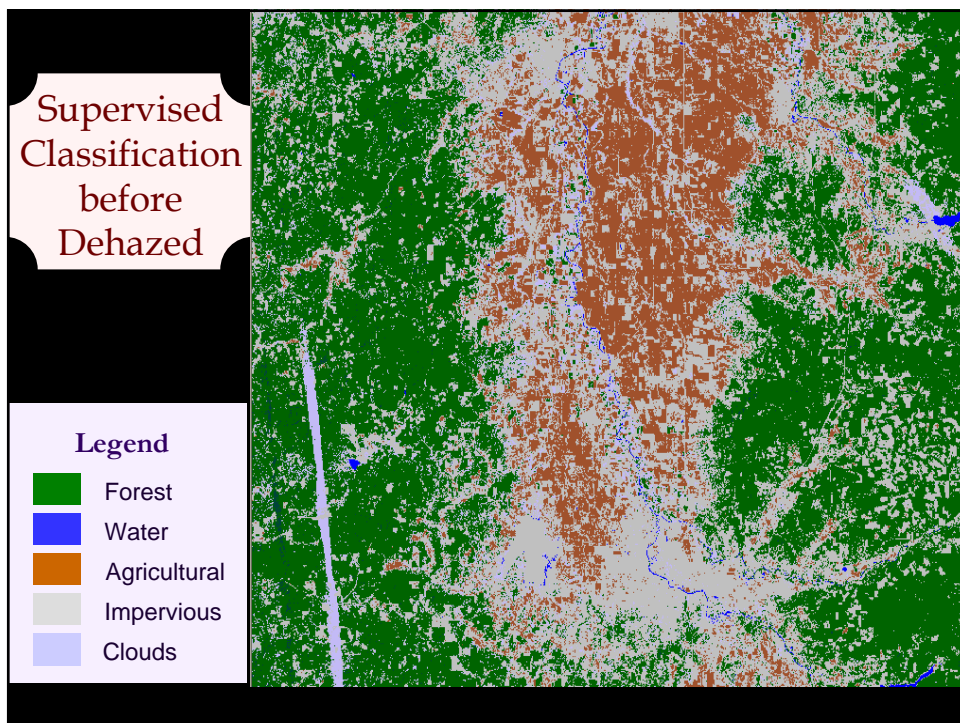 Supervised
Classification
before
Dehazed
Legend
Forest
Water
Agricultural
Impervious
Clouds